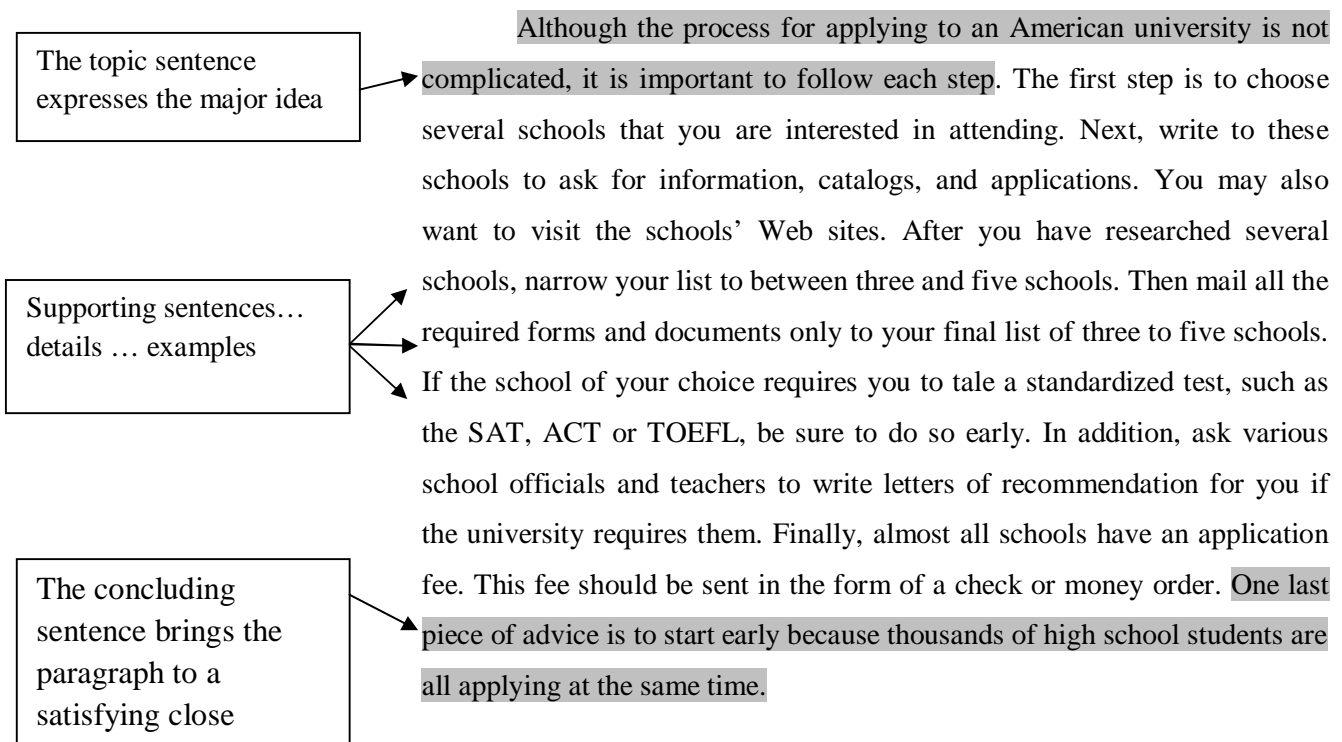 The topic sentence
expresses the major idea
Although the process for applying to an American university is not
complicated, it is important to follow each step. The first step is to choose
several schools that you are interested in attending. Next, write to these
schools to ask for information, catalogs, and applications. You may also
want to visit the schools’ Web sites. After you have researched several
schools, narrow your list to between three and five schools. Then mail all the
required forms and documents only to your final list of three to five schools.
If the school of your choice requires you to tale a standardized test, such as
the SAT, ACT or TOEFL, be sure to do so early. In addition, ask various
school officials and teachers to write letters of recommendation for you if
the university requires them. Finally, almost all schools have an application
fee. This fee should be sent in the form of a check or money order. One last
piece of advice is to start early because thousands of high school students are
all applying at the same time.
Supporting sentences…
details … examples
The concluding
sentence brings the
paragraph to a
satisfying close